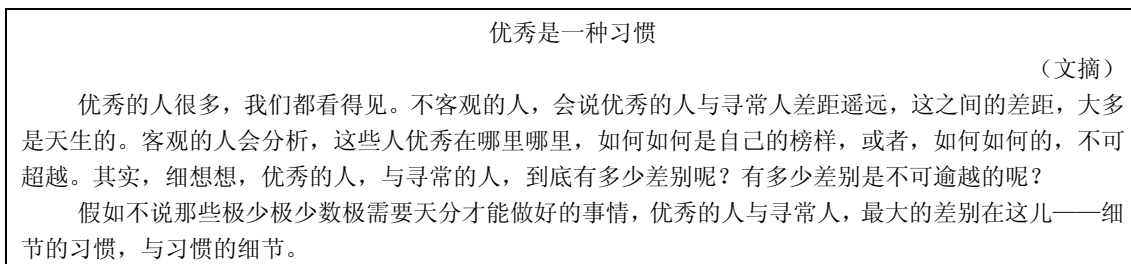 优秀是一种习惯
（文摘）
优秀的人很多，我们都看得见。不客观的人，会说优秀的人与寻常人差距遥远，这之间的差距，大多
是天生的。客观的人会分析，这些人优秀在哪里哪里，如何如何是自己的榜样，或者，如何如何的，不可
超越。其实，细想想，优秀的人，与寻常的人，到底有多少差别呢？有多少差别是不可逾越的呢？
假如不说那些极少极少数极需要天分才能做好的事情，优秀的人与寻常人，最大的差别在这儿——细
节的习惯，与习惯的细节。